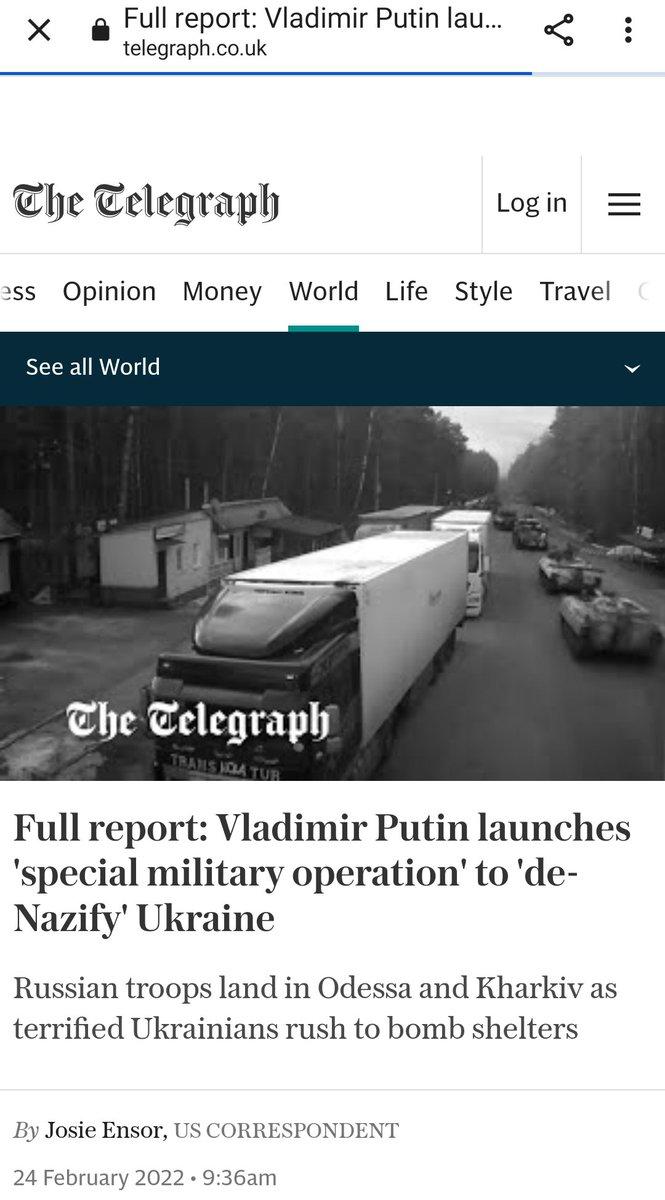 Full report: Vladimir Putin lau...
telegraph.co.uk
The Telegraph
Log in
ess Opinion Money World Life Style Travel
See all World
The Telegraph
TRANS TUR
Full report: Vladimir Putin launches
'special military operation' to 'de-
Nazify' Ukraine
Russian troops land in Odessa and Kharkiv as
terrified Ukrainians rush to bomb shelters
By Josie Ensor, US CORRESPONDENT
24 February 2022 • 9:36am